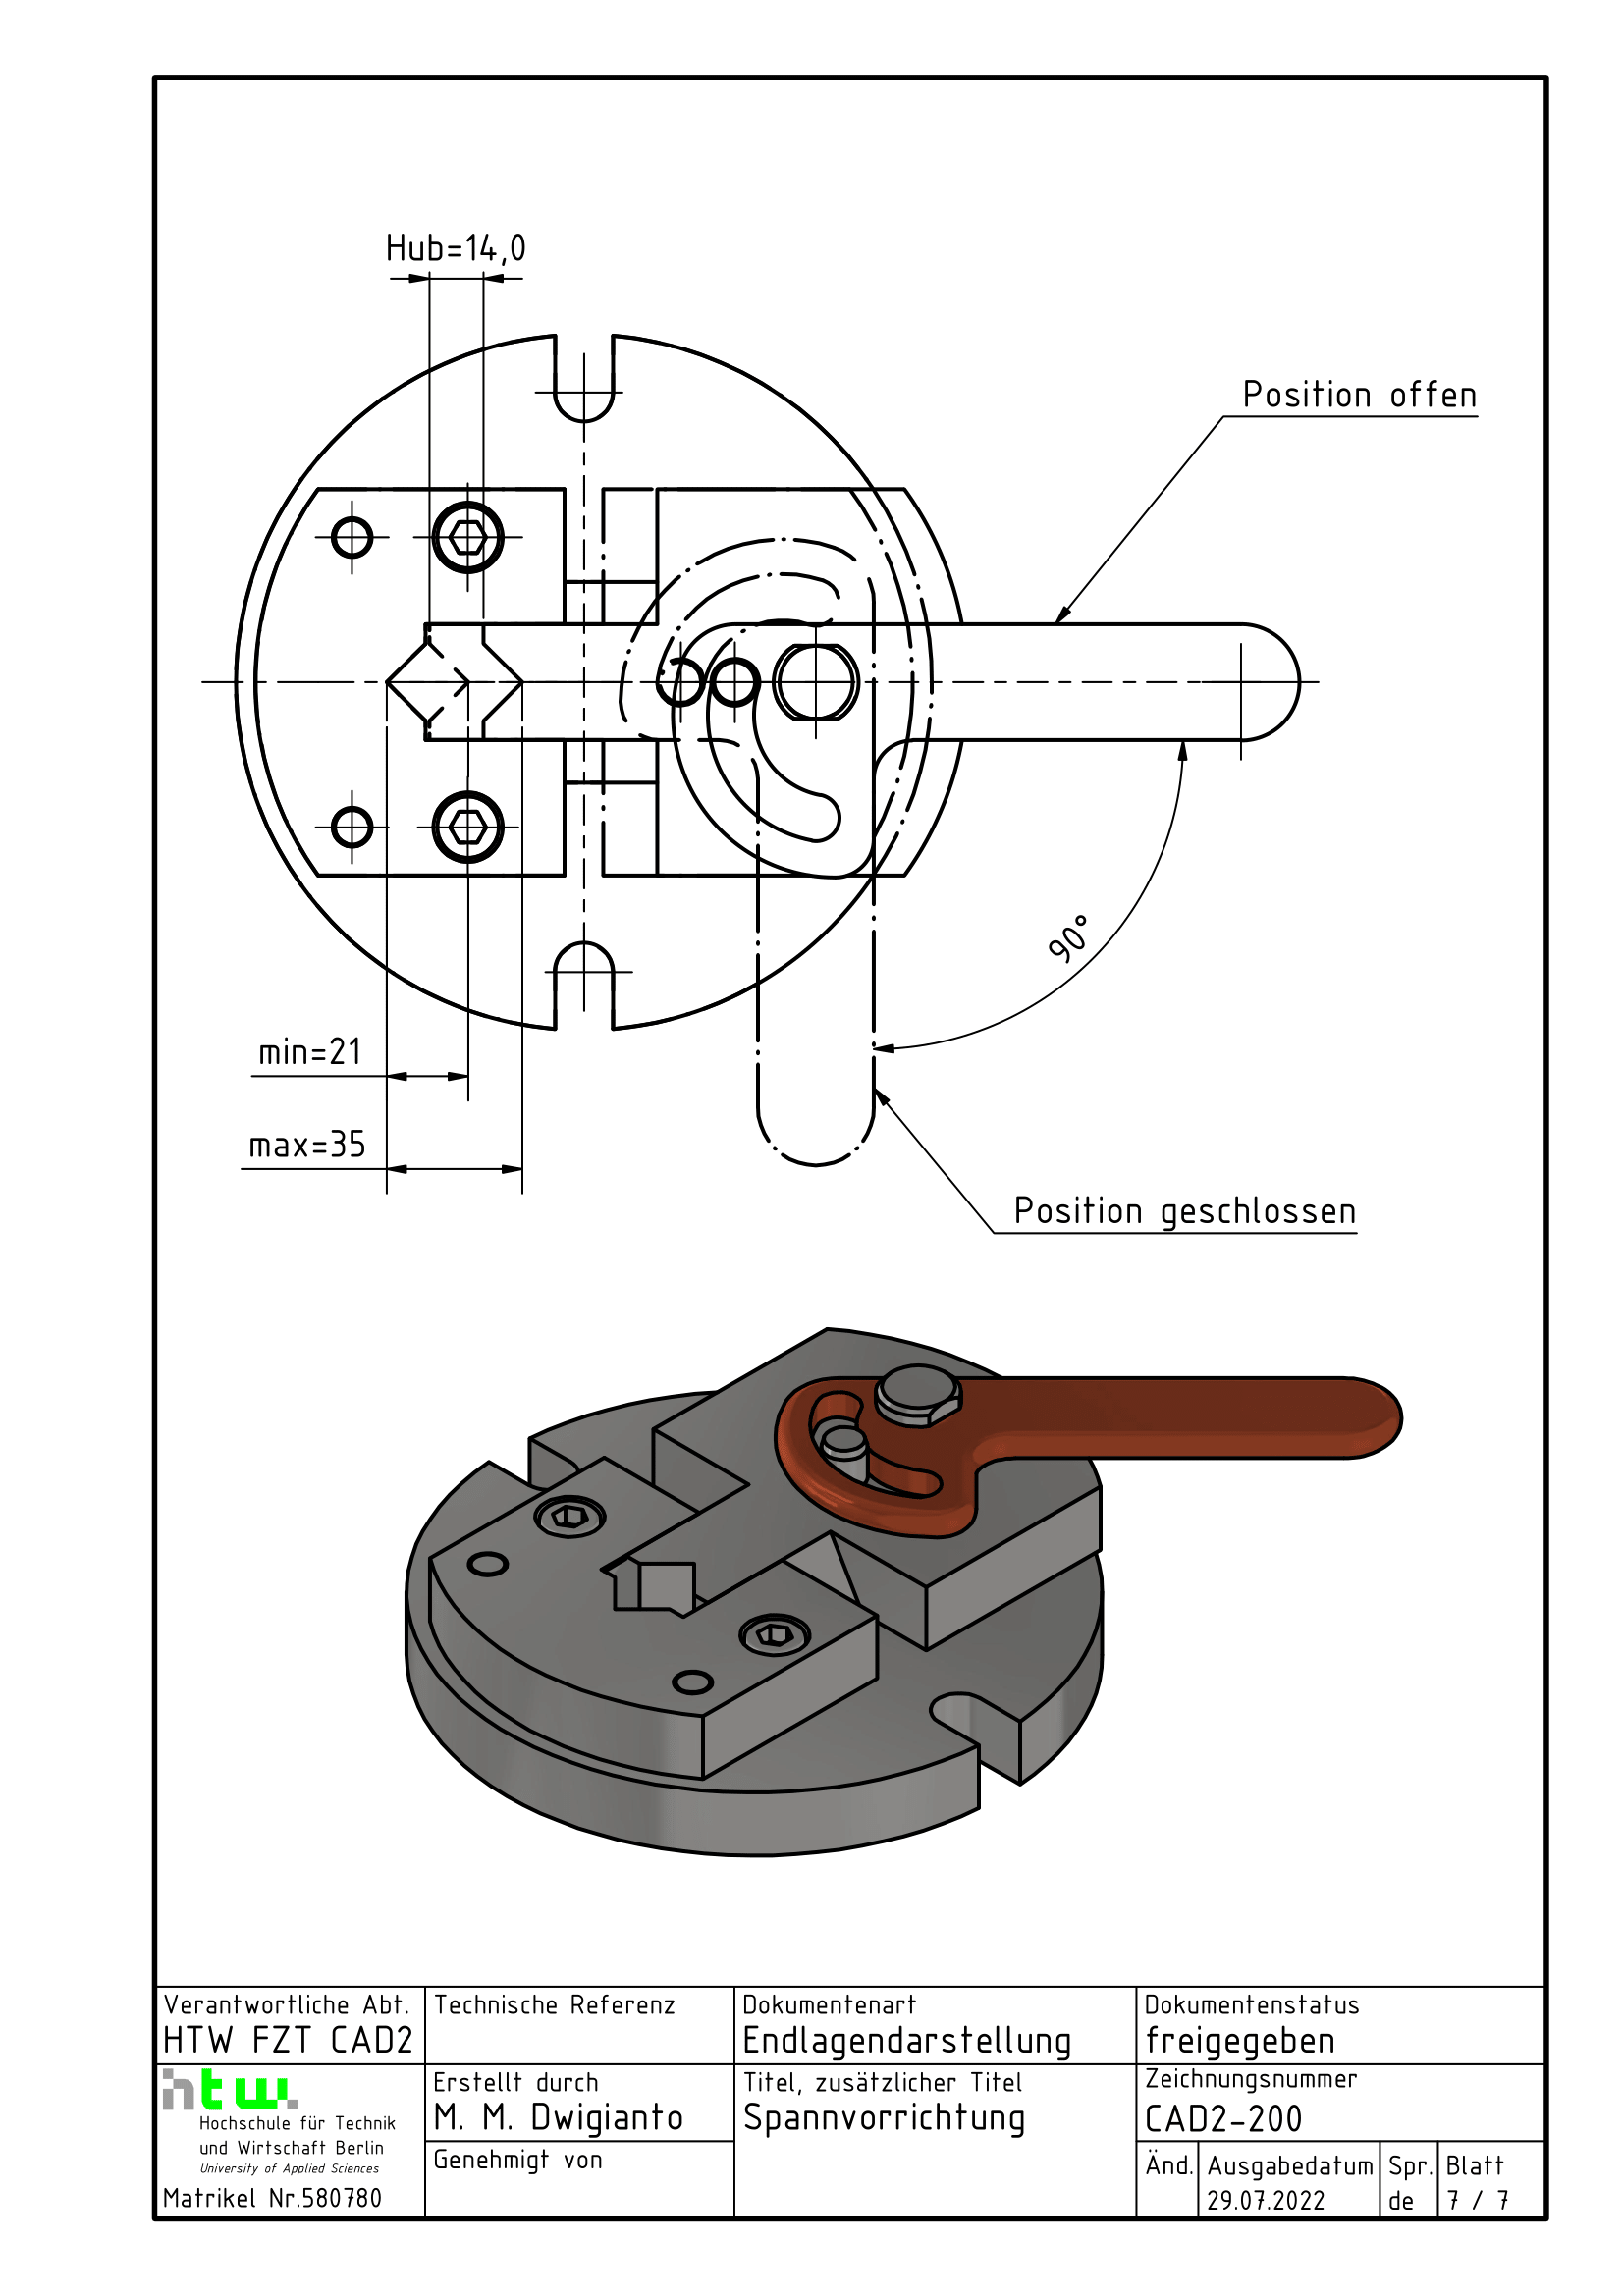 Hub=14,0
Position offen
90°
min=21
max=35
Position geschlossen
Verantwortliche Abt.
HTW FZT CAD2
Technische Referenz
Dokumentenart
Endlagendarstellung
Dokumentenstatus
freigegeben
htw.
Hochschule für Technik
und Wirtschaft Berlin
University of Applied Sciences
Matrikel Nr.580780
Erstellt durch
M. M. Dwigianto
Genehmigt von
Titel, zusätzlicher Titel
Spannvorrichtung
Zeichnungsnummer
CAD2-200
Änd.
Ausgabedatum
29.07.2022
Spr.
de
Blatt
7 / 7